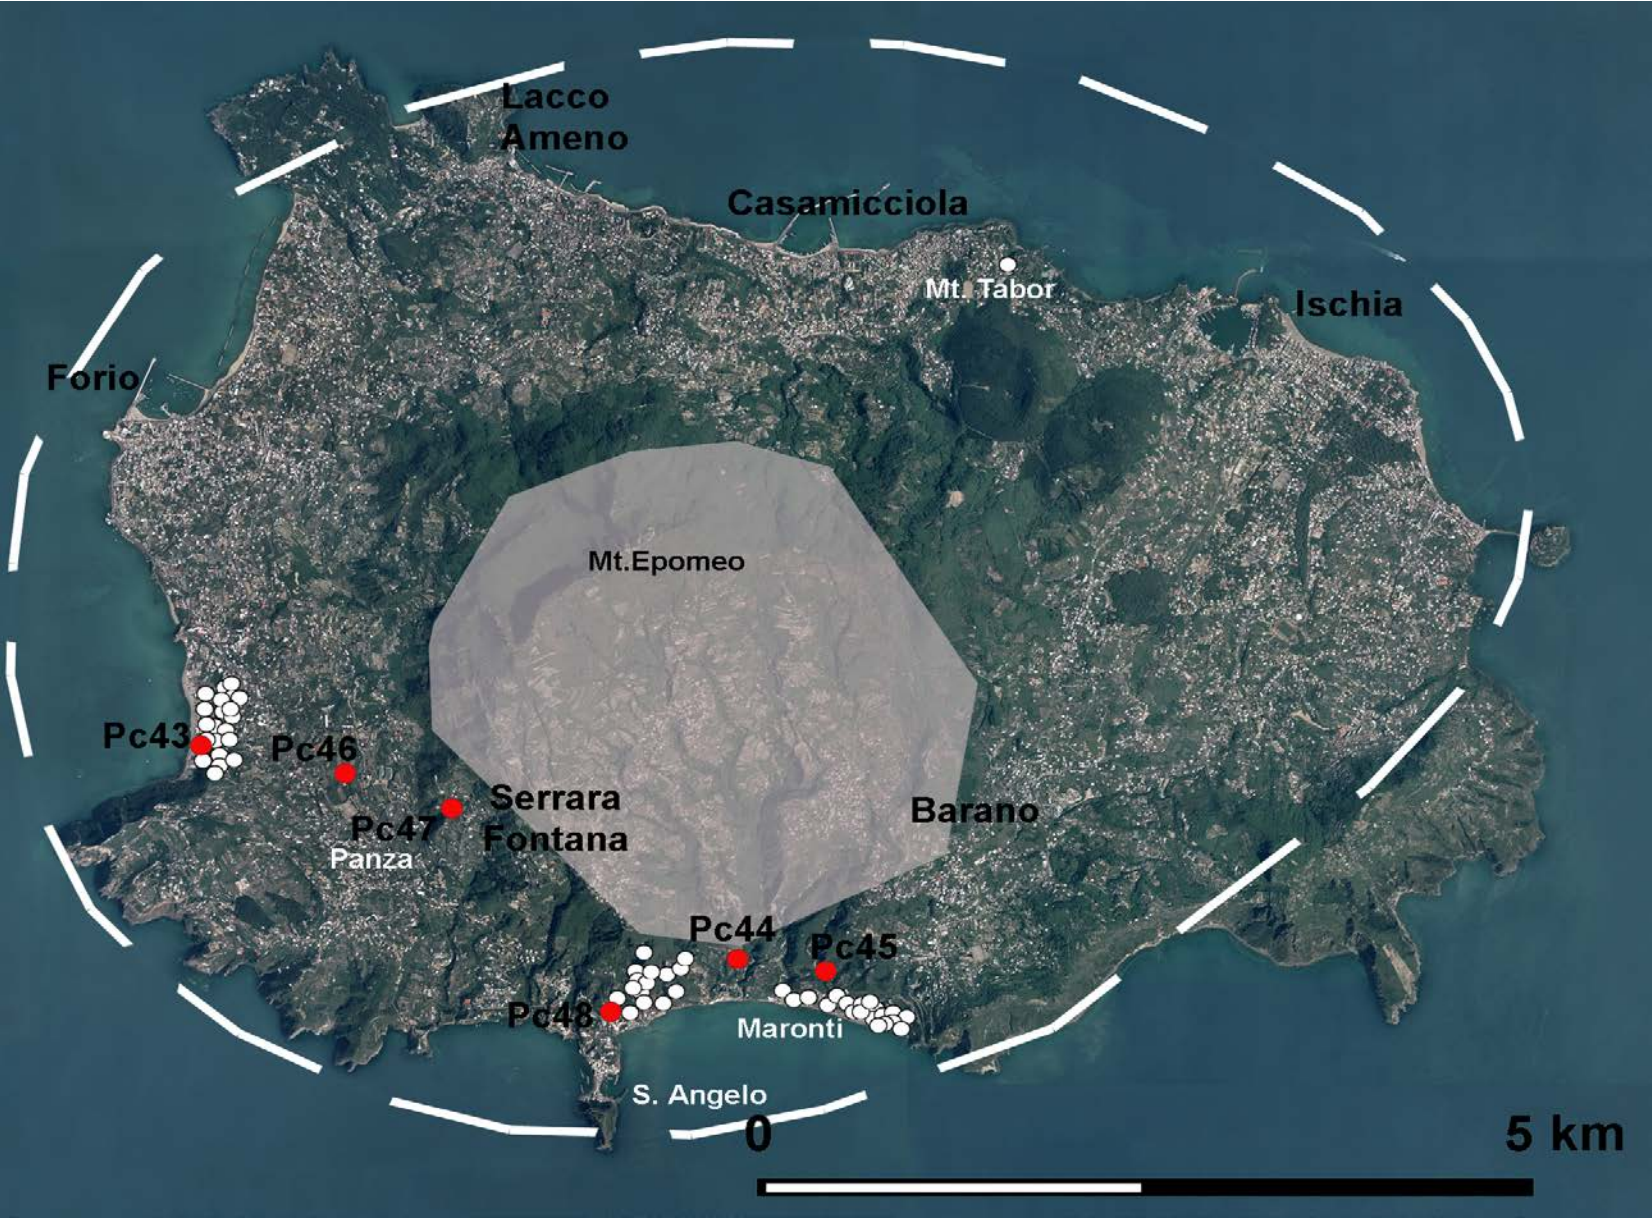 Lacco
Ameno
Casamicciola
Mt. Tabor
Ischia
Forio
Mt.Epomeo
Pc43
Pc46
Serrara
Fontana
Pc47
Panza
Barano
Pc44
Pc45
Pc48
Maronti
S. Angelo
0
5 km